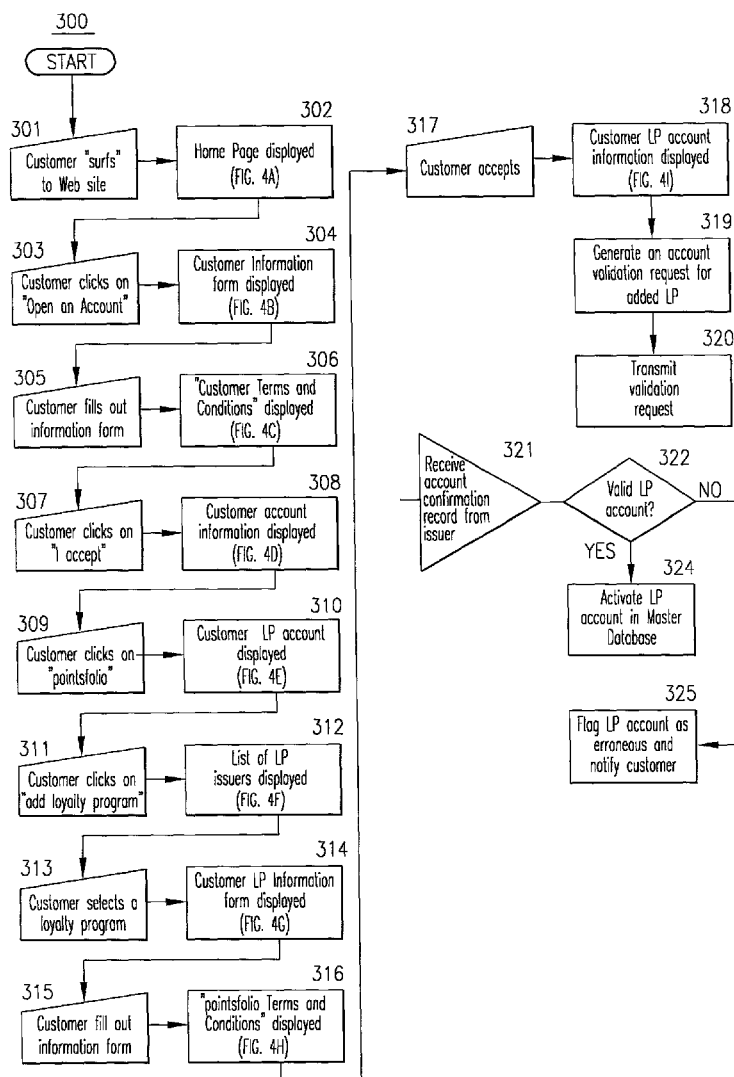 300
START
301
Customer "surfs"
to Web site
302
Home Page displayed
(FIG. 4A)
303
Customer clicks on
"Open an Account"
304
Customer Information
form displayed
(FIG. 4B)
305
Customer fills out
information form
306
"Customer Terms and
Conditions" displayed
(FIG. 4C)
307
Customer clicks on
"I accept"
308
Customer account
information displayed
(FIG. 4D)
309
Customer clicks on
"pointsfolio"
310
Customer LP account
displayed
(FIG. 4E)
311
Customer clicks on
"add loyalty program"
312
List of LP
issuers displayed
(FIG. 4F)
313
Customer selects a
loyalty program
314
Customer LP Information
form displayed
(FIG. 4G)
315
Customer fill out
information form
316
"pointsfolio Terms and
Conditions" displayed
(FIG. 4H)
317
Customer accepts
318
Customer LP account
information displayed
(FIG. 4I)
319
Generate an account
validation request for
added LP
320
Transmit
validation
request
321
Receive
account
confirmation
record from
issuer
322
Valid LP
account?
NO
YES
324
Activate LP
account in Master
Database
325
Flag LP account as
erroneous and
notify customer